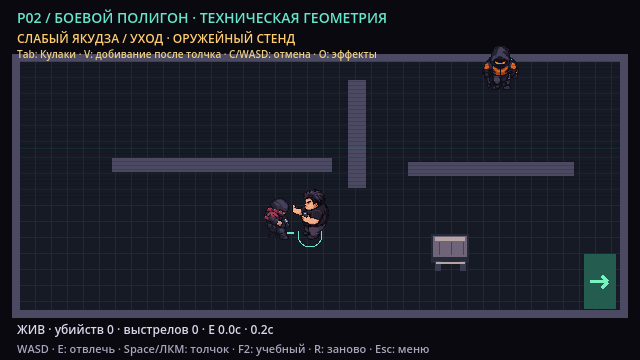 P02 / БОЕВОЙ ПОЛИГОН · ТЕХНИЧЕСКАЯ ГЕОМЕТРИЯ
СЛАБЫЙ ЯКУДЗА / УХОД · ОРУЖЕЙНЫЙ СТЕНД
Tab: Кулаки · V: добивание после толчка · C/WASD: отмена · O: эффекты
ЖИВ · убийств 0 · выстрелов 0 · E 0.0с · 0.2с
WASD · E: отвлечь · Space/ЛКМ: толчок · F2: учебный · R: заново · Esc: меню